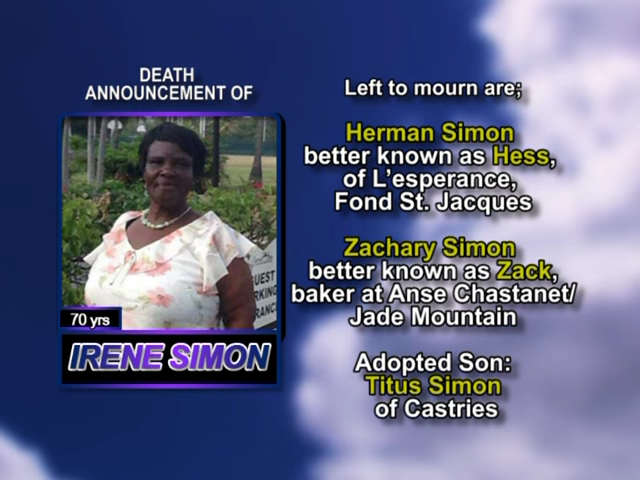 DEATH
ANNOUNCEMENT OF
70 yrs
IRENE SIMON
Left to mourn are;
Herman Simon
better known as Hess,
of L'esperance,
Fond St. Jacques
Zachary Simon
better known as Zack,
baker at Anse Chastanet/
Jade Mountain
Adopted Son:
Titus Simon
of Castries